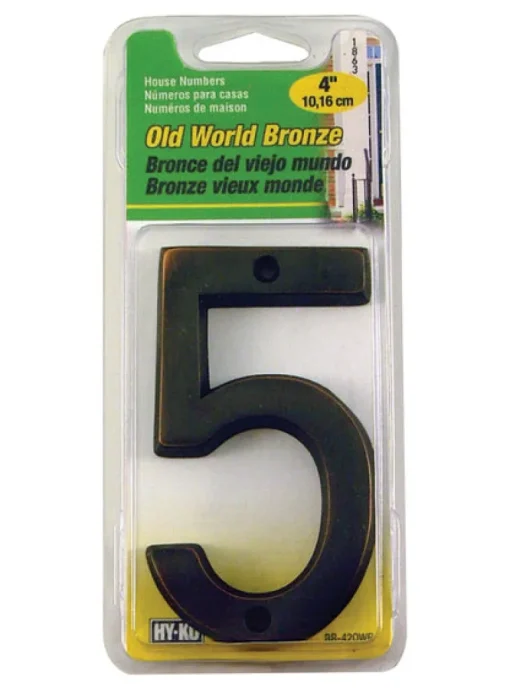 House Numbers
Números para casas
Numéros de maison
4"
10,16 cm
1863
Old World Bronze
Bronce del viejo mundo
Bronze vieux monde
5
HY-KO